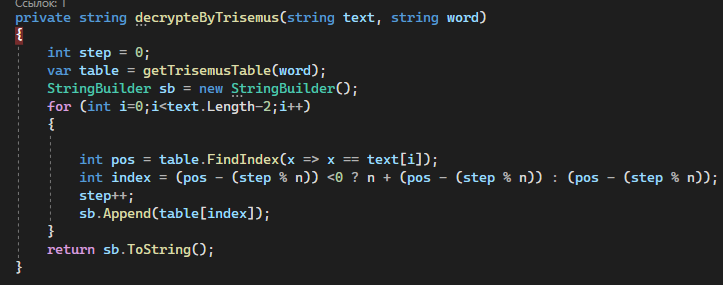 Ссылок: 1
private string decrypteByTrisemus(string text, string word)
{
int step = 0;
var table = getTrisemusTable(word);
StringBuilder sb = new StringBuilder();
for (int i=0;i<text.Length-2;i++)
{
int pos = table.FindIndex(x => x == text[i]);
int index = (pos - (step % n)) <0 ? n + (pos - (step % n)) : (pos - (step % n));
step++;
sb.Append(table[index]);
}
return sb.ToString();
}